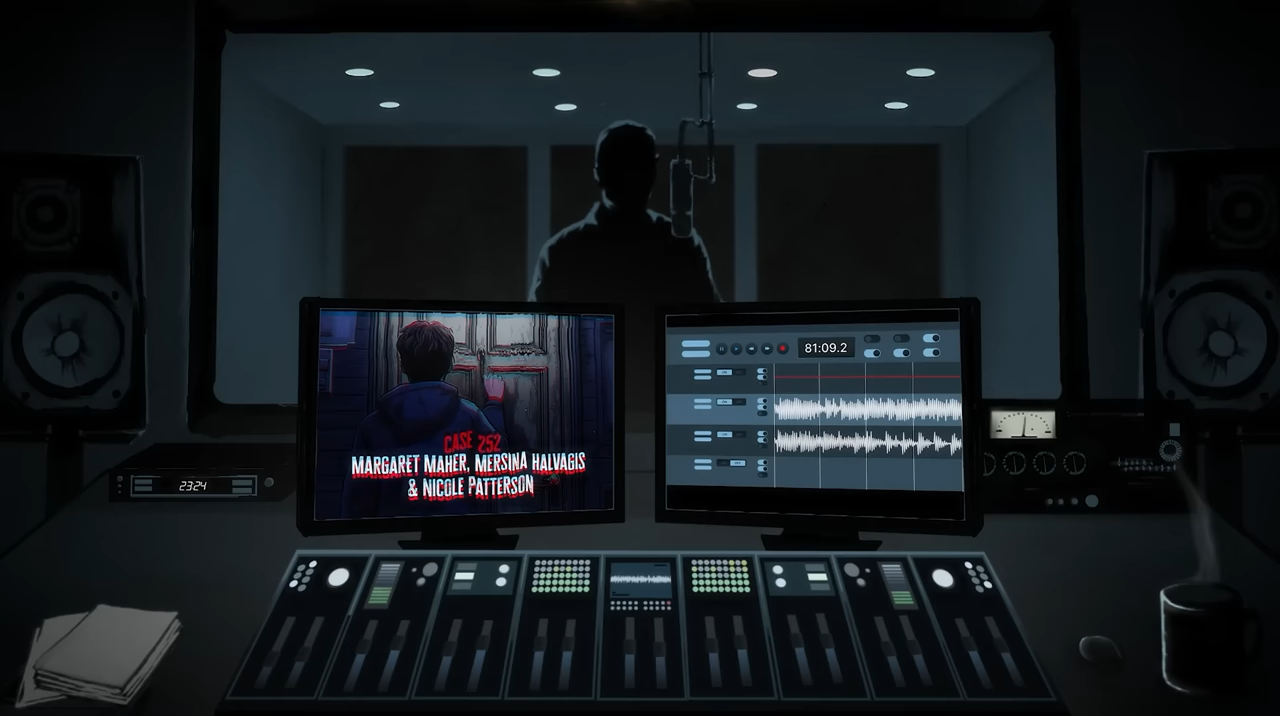 CASE 252
MARGARET MAHER, MERSINA HALVAGIS
& NICOLE PATTERSON
81:09.2
23:24